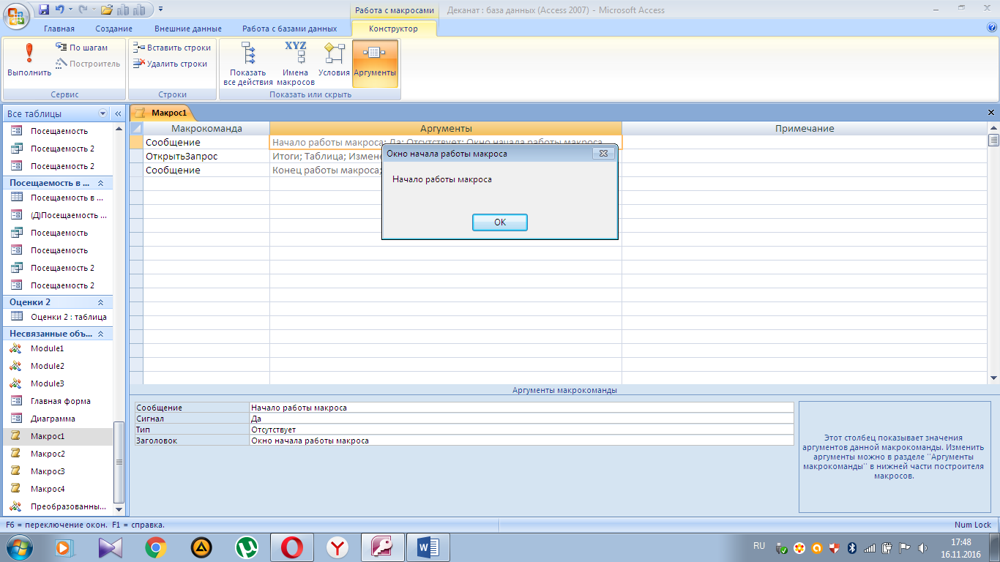 Работа с макросами
Деканат : база данных (Access 2007) - Microsoft Access
Главная
Создание
Внешние данные
Работа с базами данных
Конструктор
Выполнить
По шагам
Построитель
Сервис
Вставить строки
Удалить строки
Строки
Показать все действия
XYZ
Имена макросов
Условия
Аргументы
Показать или скрыть
Все таблицы
Посещаемость
Посещаемость 2
Посещаемость 2
Посещаемость в ...
Посещаемость в ...
(Д)Посещаемость ...
Посещаемость
Посещаемость
Посещаемость 2
Посещаемость 2
Оценки 2
Оценки 2 : таблица
Несвязанные объ...
Module1
Module2
Module3
Главная форма
Диаграмма
Макрос1
Макрос2
Макрос3
Макрос4
Преобразованны...
Макрос1
Макрокоманда
Аргументы
Примечание
Сообщение
Начало работы макроса; Да; Отсутствует; Окно начала работы макроса
ОткрытьЗапрос
Итоги; Таблица; Измене
Сообщение
Конец работы макроса;
Окно начала работы макроса
Начало работы макроса
OK
Аргументы макрокоманды
Сообщение
Начало работы макроса
Сигнал
Да
Тип
Отсутствует
Заголовок
Окно начала работы макроса
Этот столбец показывает значения
аргументов данной макрокоманды. Изменить
аргументы можно в разделе "Аргументы
макрокоманды" в нижней части построителя
макросов.
F6 = переключение окон. F1 = справка.
Num Lock
RU
17:48
16.11.2016